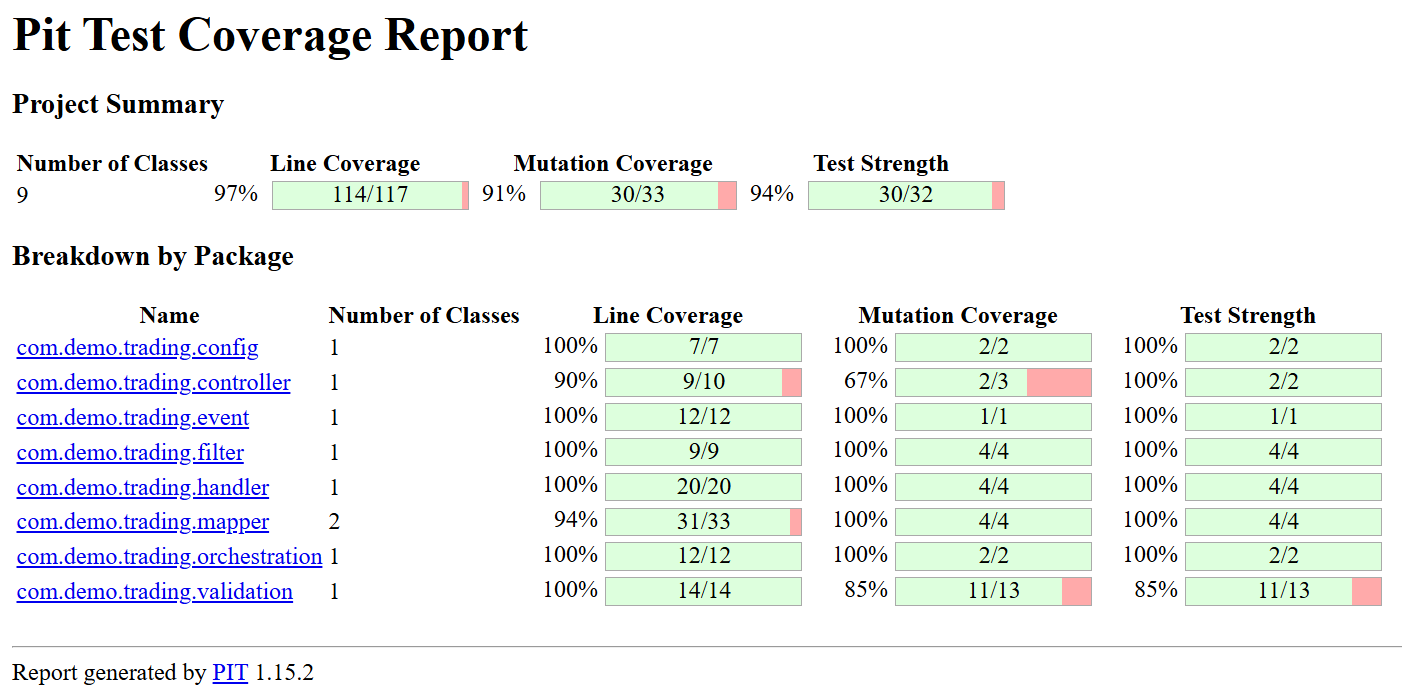 Pit Test Coverage Report
Project Summary
Number of Classes Line Coverage Mutation Coverage Test Strength
9 97% 114/117 91% 30/33 94% 30/32
Breakdown by Package
Name Number of Classes Line Coverage Mutation Coverage Test Strength
com.demo.trading.config 1 100% 7/7 100% 2/2 100% 2/2
com.demo.trading.controller 1 90% 9/10 67% 2/3 100% 2/2
com.demo.trading.event 1 100% 12/12 100% 1/1 100% 1/1
com.demo.trading.filter 1 100% 9/9 100% 4/4 100% 4/4
com.demo.trading.handler 1 100% 20/20 100% 4/4 100% 4/4
com.demo.trading.mapper 2 94% 31/33 100% 4/4 100% 4/4
com.demo.trading.orchestration 1 100% 12/12 100% 2/2 100% 2/2
com.demo.trading.validation 1 100% 14/14 85% 11/13 85% 11/13
Report generated by PIT 1.15.2